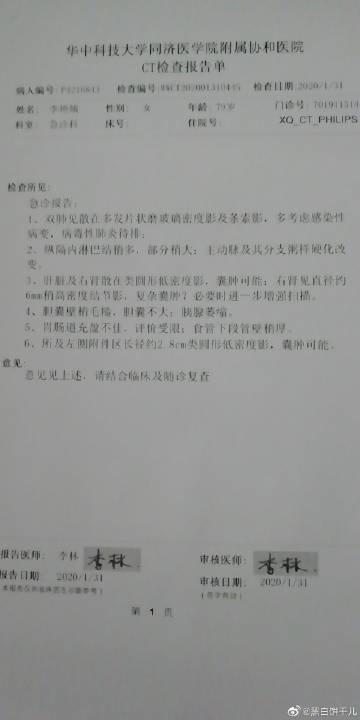 华中科技大学同济医学院附属协和医院
CT检查报告单
病人编号: 检查编号: 检查日期:2020/1/31
姓名: 性别: 女 年龄: 79岁 门诊号:
科室: 急诊科 床号: 住院号: XQ_CT_PHILIPS
检查所见:
急诊报告:
1、双肺见散在多发片状磨玻璃密度影及条索影,多考虑感染性
病变,病毒性肺炎待排;
2、纵隔内淋巴结稍多,部分稍大;主动脉及其分支粥样硬化改
变。
3、肝脏及右肾散在类圆形低密度影,囊肿可能;右肾见直径约
6mm稍高密度结节影,复杂囊肿?必要时进一步增强扫描。
4、胆囊壁稍毛糙,胆囊不大;胰腺萎缩。
5、胃肠道充盈不佳,评价受限;食管下段管壁稍厚。
6、所及左侧附件区长径约2.8cm类圆形低密度影,囊肿可能。
意见:
急见见上述,请结合临床及随诊复查
报告医师: 李林 李林 审核医师: 李林
报告日期: 2020/1/31 审核日期: 2020/1/31
(本报告仅供临床医生诊断参考) (签字有效)
第 1 页
@黑白饼干儿